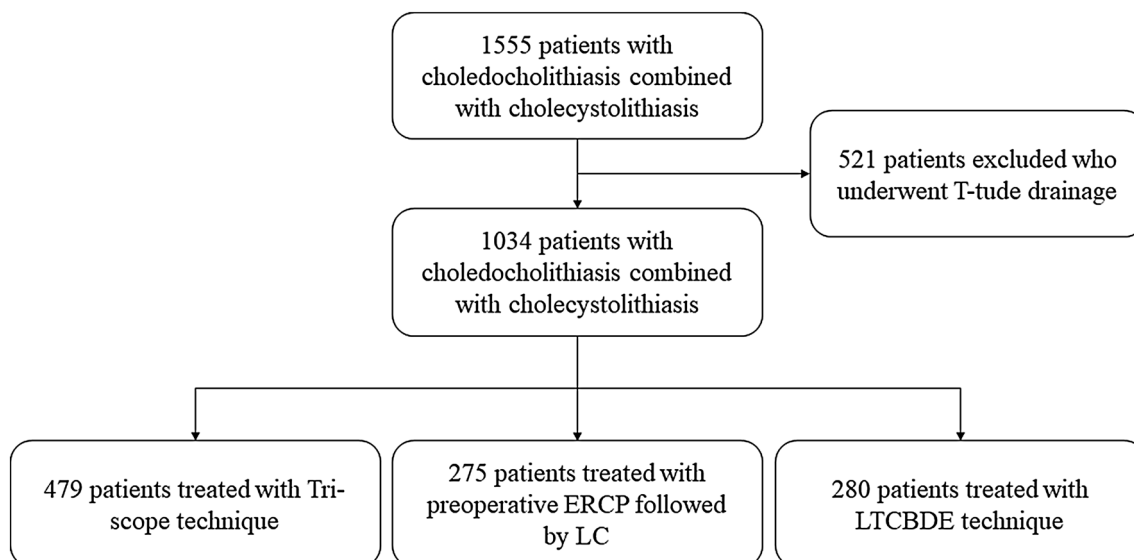 1555 patients with
choledocholithiasis combined
with cholecystolithiasis
521 patients excluded who
underwent T-tude drainage
1034 patients with
choledocholithiasis combined
with cholecystolithiasis
479 patients treated with Tri-
scope technique
275 patients treated with
preoperative ERCP followed
by LC
280 patients treated with
LTCBDE technique